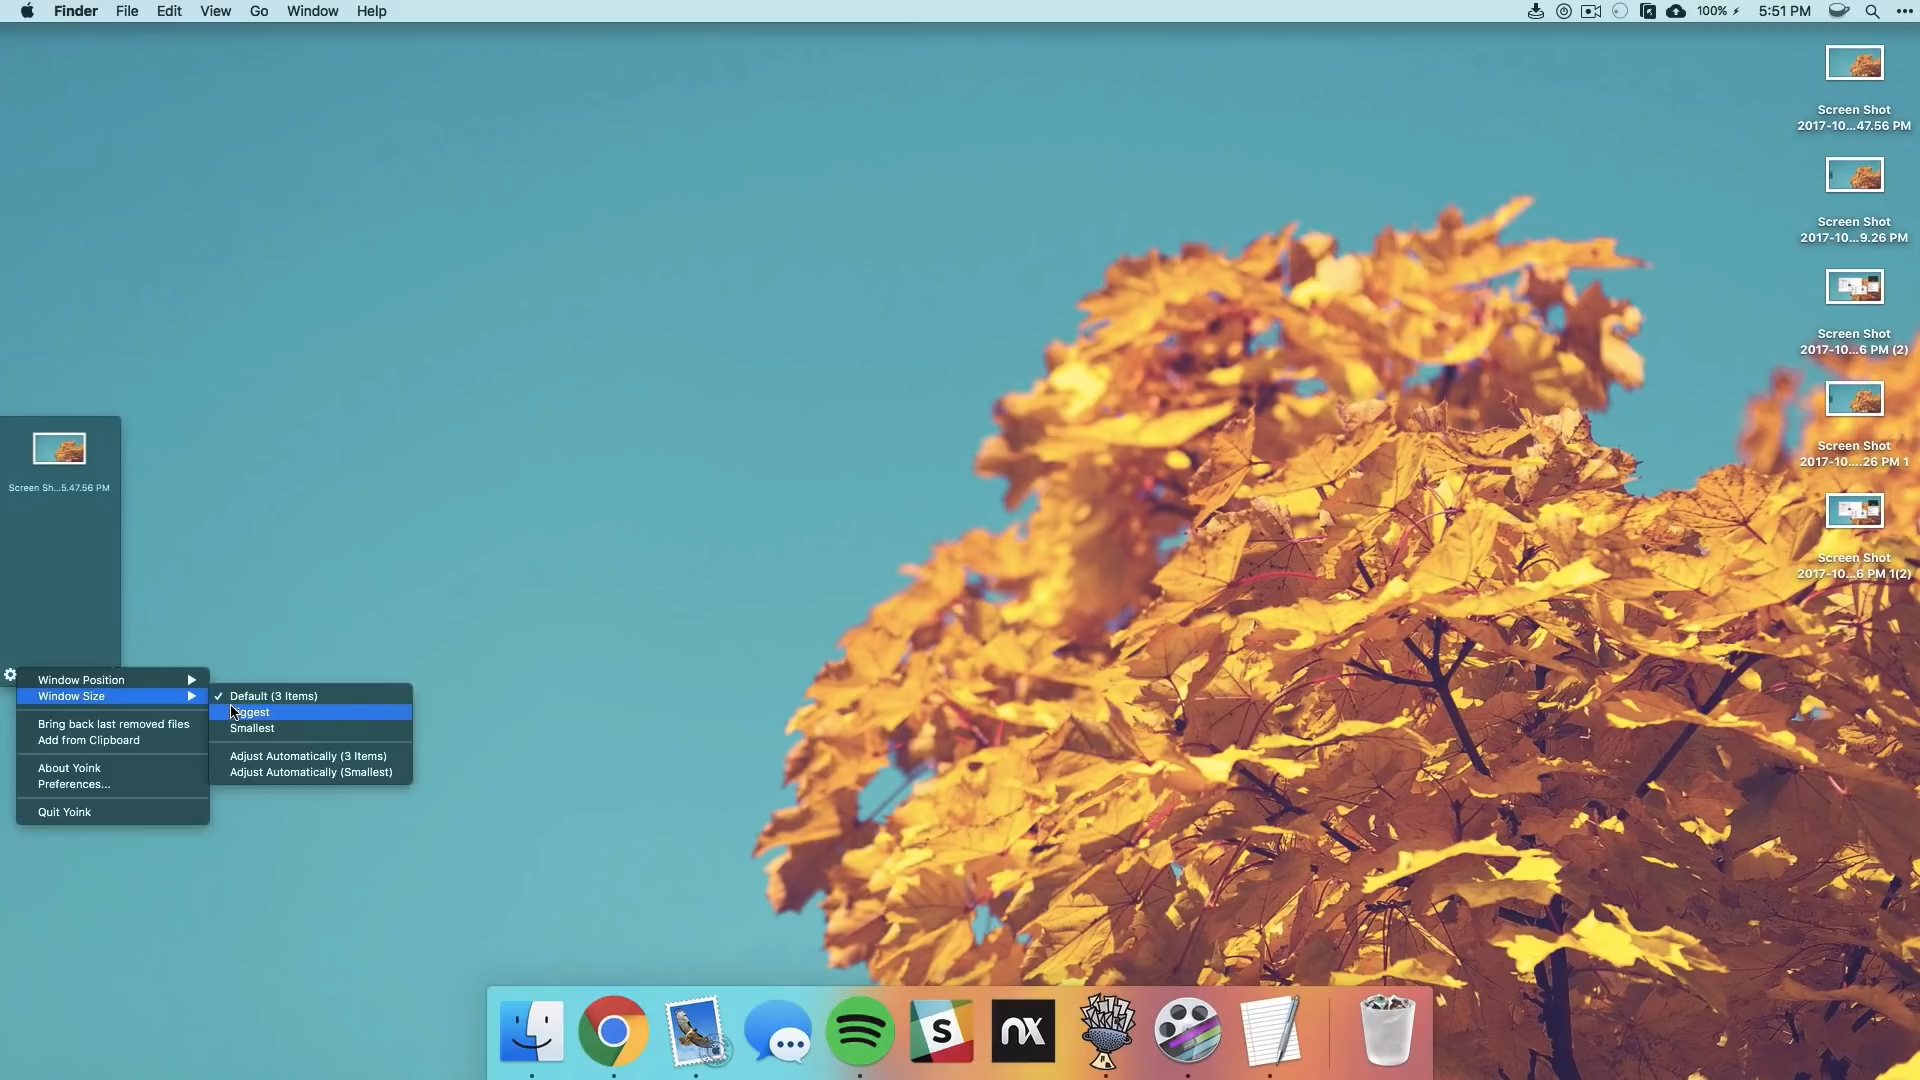 Finder File Edit View Go Window Help
100% 5:51 PM
Screen Shot
2017-10...47.56 PM
Screen Shot
2017-10...9.26 PM
Screen Shot
2017-10...6 PM (2)
Screen Shot
2017-10....26 PM 1
Screen Shot
2017-10...6 PM 1(2)
Screen Sh...5.47.56 PM
Window Position
Window Size
Bring back last removed files
Add from Clipboard
About Yoink
Preferences...
Quit Yoink
Default (3 Items)
Smallest
Adjust Automatically (3 Items)
Adjust Automatically (Smallest)
S
nx